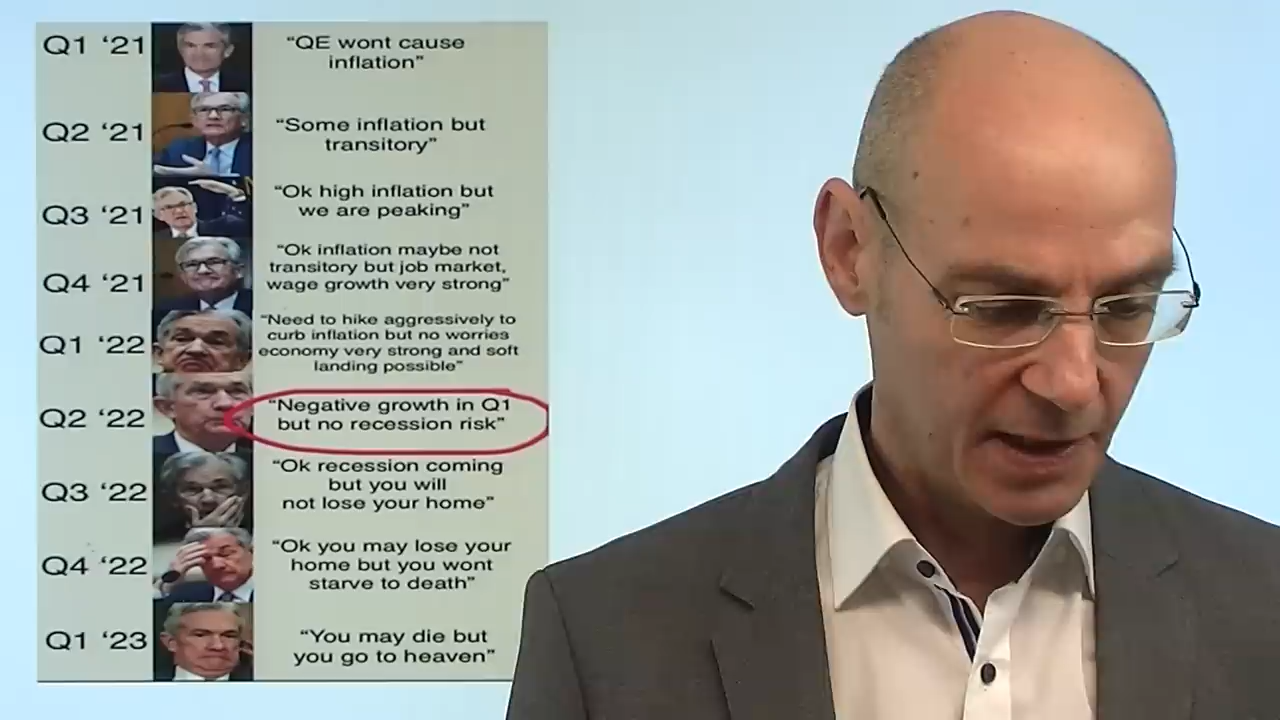 Q1 ‘21
“QE wont cause
inflation”
Q2 ‘21
“Some inflation but
transitory”
Q3 ‘21
“Ok high inflation but
we are peaking”
Q4 ‘21
“Ok inflation maybe not
transitory but job market,
wage growth very strong”
Q1 ‘22
“Need to hike aggressively to
curb inflation but no worries
economy very strong and soft
landing possible”
Q2 ‘22
“Negative growth in Q1
but no recession risk”
Q3 ‘22
“Ok recession coming
but you will
not lose your home”
Q4 ‘22
“Ok you may lose your
home but you wont
starve to death”
Q1 ‘23
“You may die but
you go to heaven”